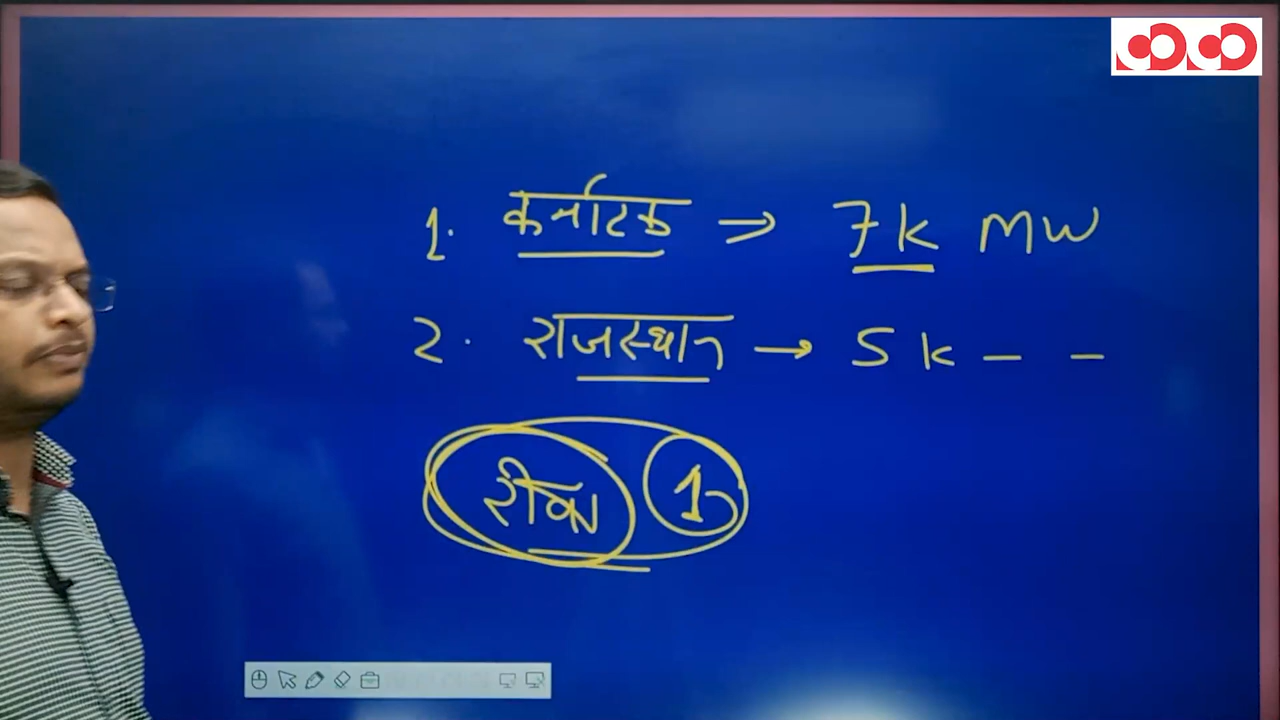 1. कर्नाटक ⇒ 7k MW
2. राजस्थान → 5k - -
रीवा 1